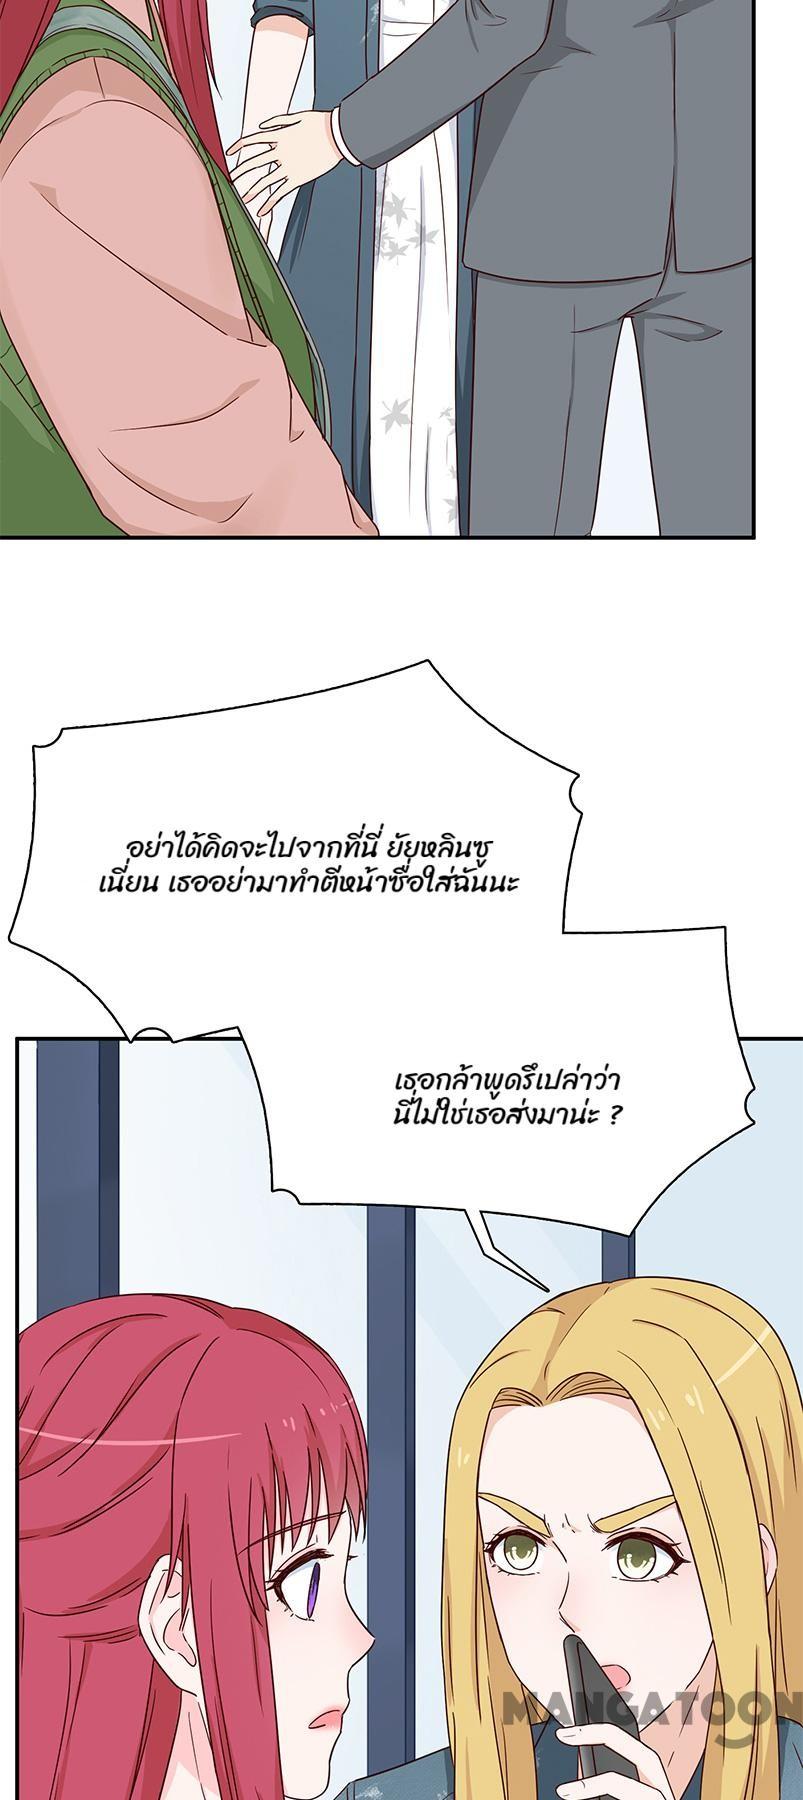 อย่าได้คิดจะไปจากที่นี่ ยัยหลินซู
เนี่ยน เธออย่ามาทำตีหน้าซื่อใส่ฉันนะ
เธอกล้าพูดรึเปล่าว่า
นี่ไม่ใช่เธอส่งมาน่ะ ?
MANGATOON